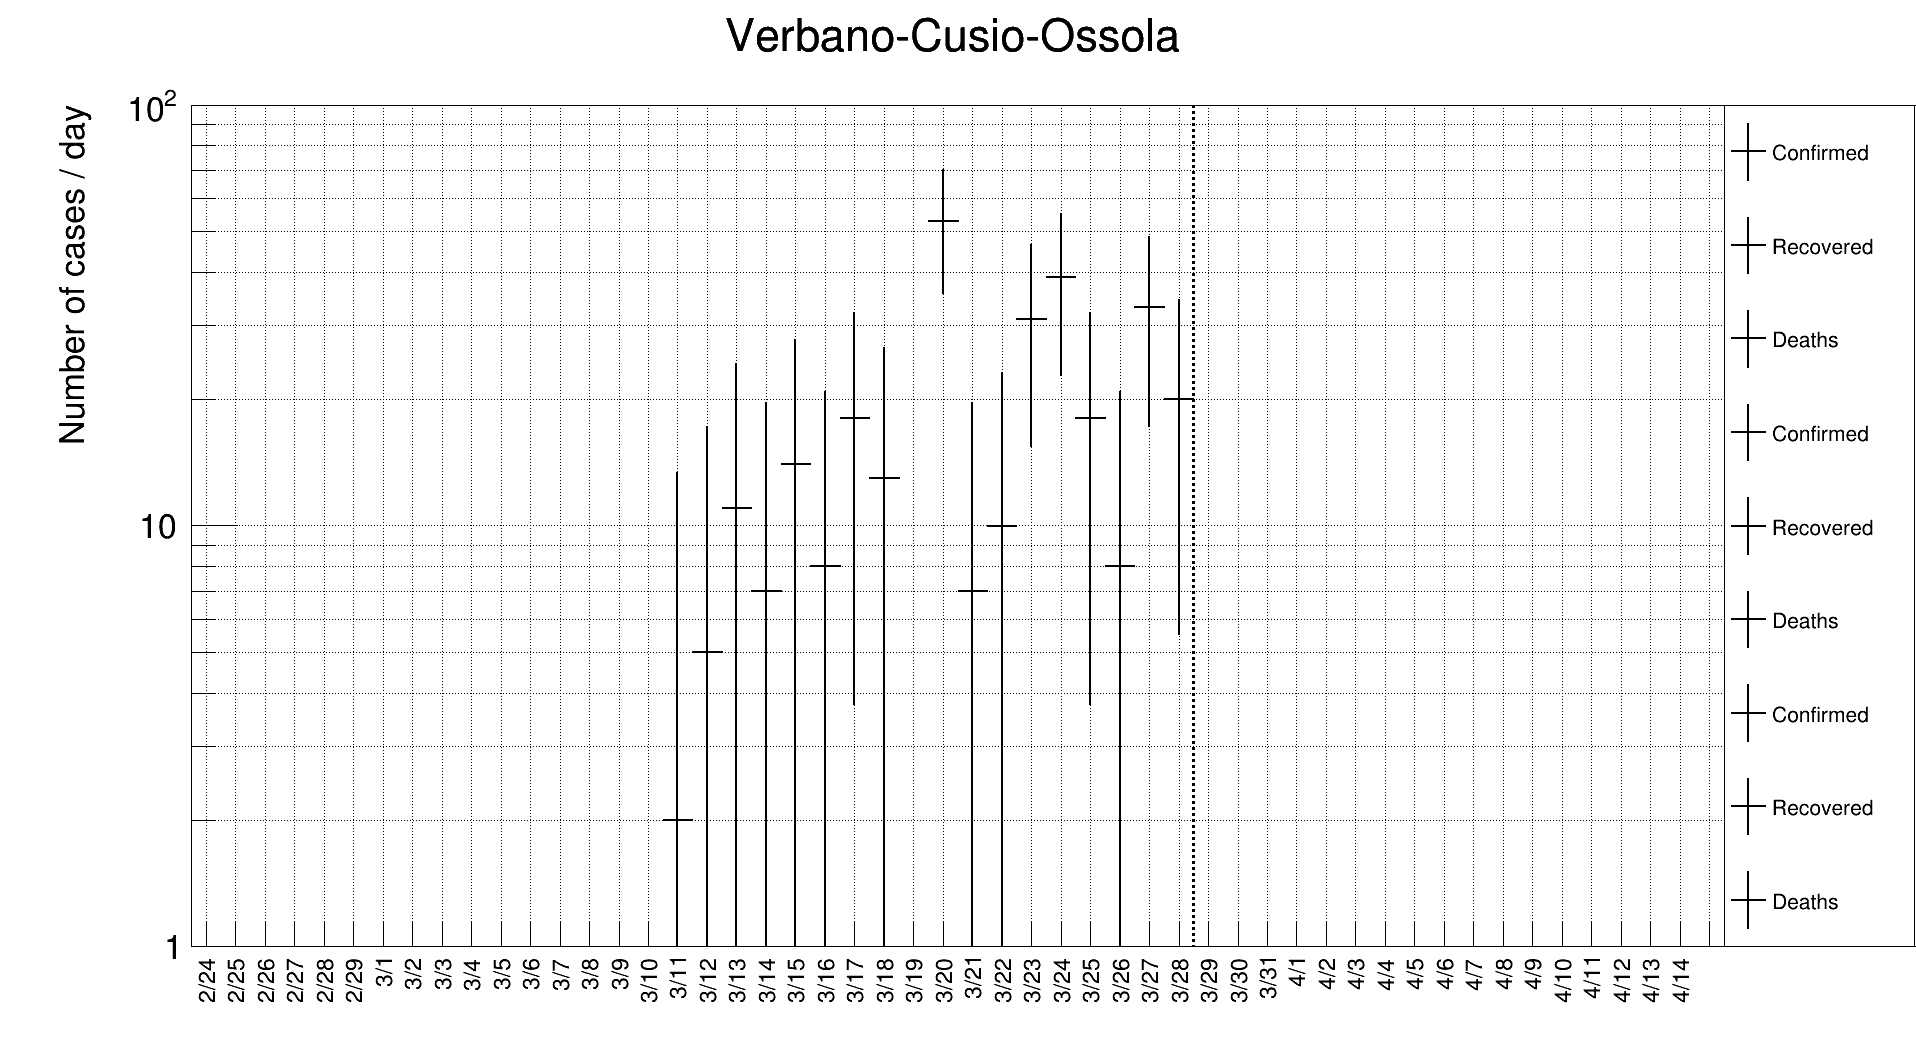 Verbano-Cusio-Ossola
Number of cases / day
10²
10
1
2/24 2/25 2/26 2/27 2/28 2/29 3/1 3/2 3/3 3/4 3/5 3/6 3/7 3/8 3/9 3/10 3/11 3/12 3/13 3/14 3/15 3/16 3/17 3/18 3/19 3/20 3/21 3/22 3/23 3/24 3/25 3/26 3/27 3/28 3/29 3/30 3/31 4/1 4/2 4/3 4/4 4/5 4/6 4/7 4/8 4/9 4/10 4/11 4/12 4/13 4/14
Confirmed
Recovered
Deaths
Confirmed
Recovered
Deaths
Confirmed
Recovered
Deaths